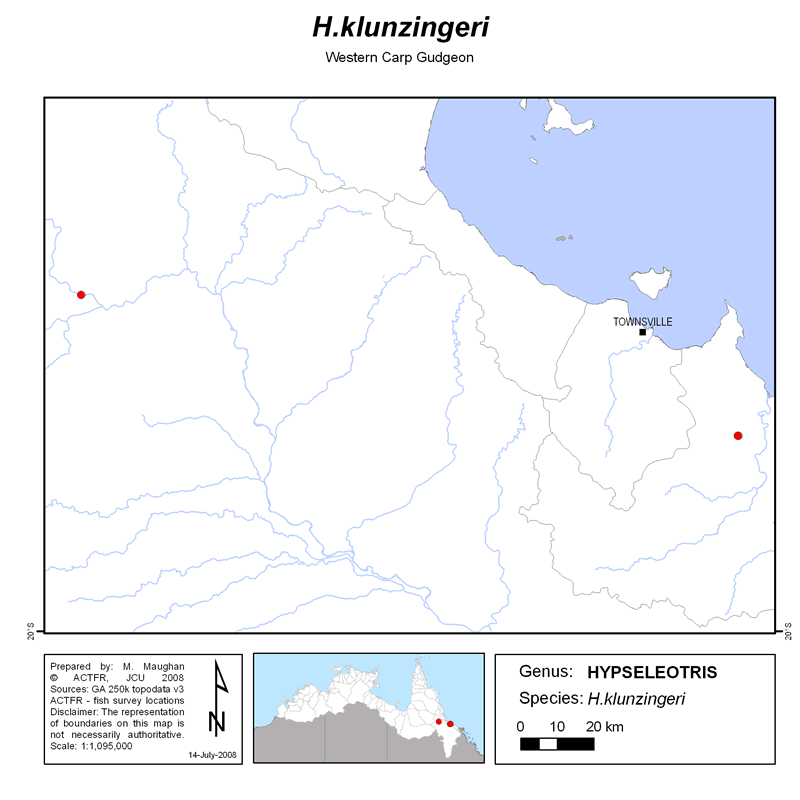 H.klunzingeri
Western Carp Gudgeon
TOWNSVILLE
20°S
20°S
Prepared by: M. Maughan
© ACTFR, JCU 2008
Sources: GA 250k topodata v3
ACTFR - fish survey locations
Disclaimer: The representation
of boundaries on this map is
not necessarily authoritative.
Scale: 1:1,095,000
N
14-July-2008
Genus: HYPSELEOTRIS
Species: H.klunzingeri
0 10 20 km